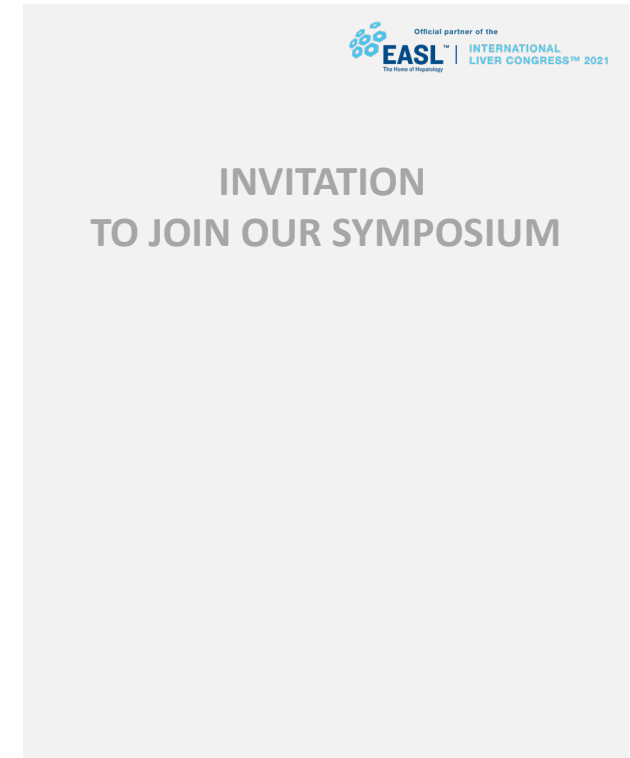 Official partner of the
EASL™
The Home of Hepatology
INTERNATIONAL
LIVER CONGRESS™ 2021
INVITATION
TO JOIN OUR SYMPOSIUM